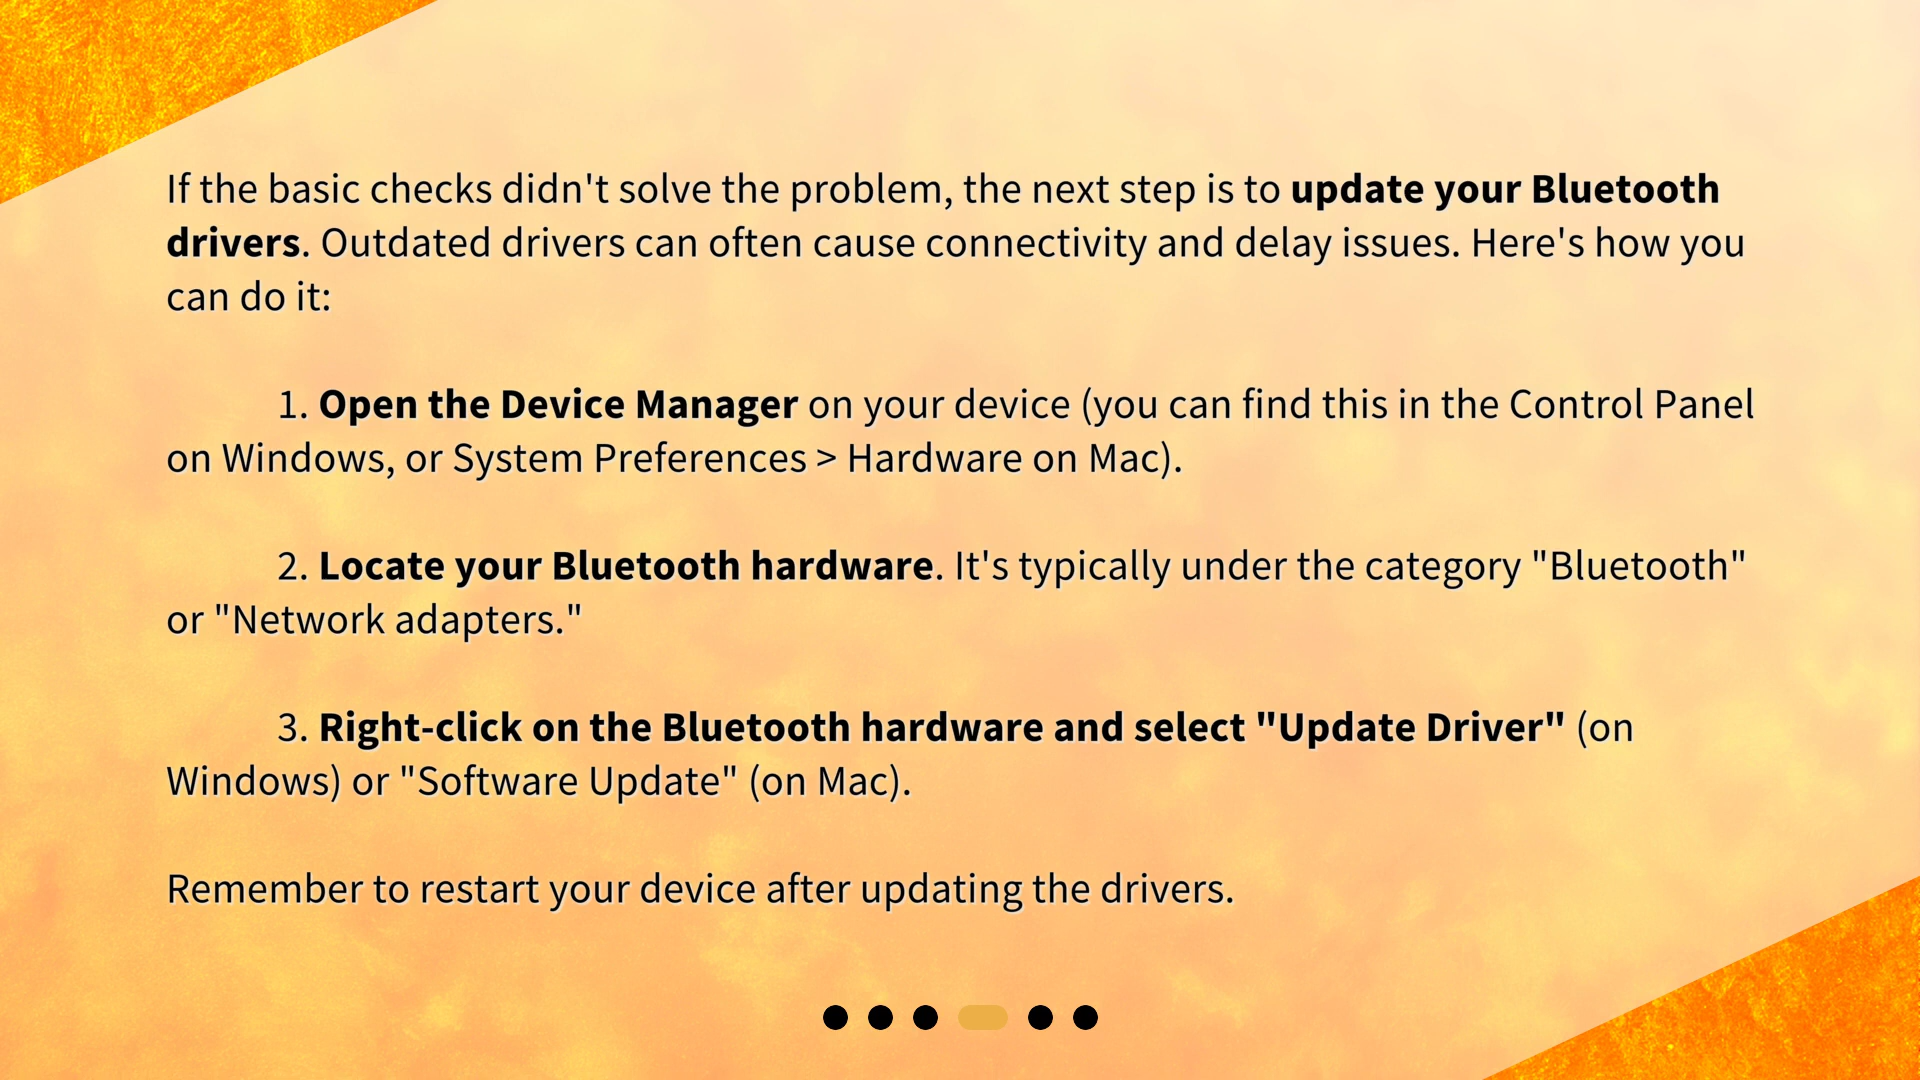 If the basic checks didn't solve the problem, the next step is to update your Bluetooth
drivers. Outdated drivers can often cause connectivity and delay issues. Here's how you
can do it:
1. Open the Device Manager on your device (you can find this in the Control Panel
on Windows, or System Preferences > Hardware on Mac).
2. Locate your Bluetooth hardware. It's typically under the category "Bluetooth"
or "Network adapters."
3. Right-click on the Bluetooth hardware and select "Update Driver" (on
Windows) or "Software Update" (on Mac).
Remember to restart your device after updating the drivers.